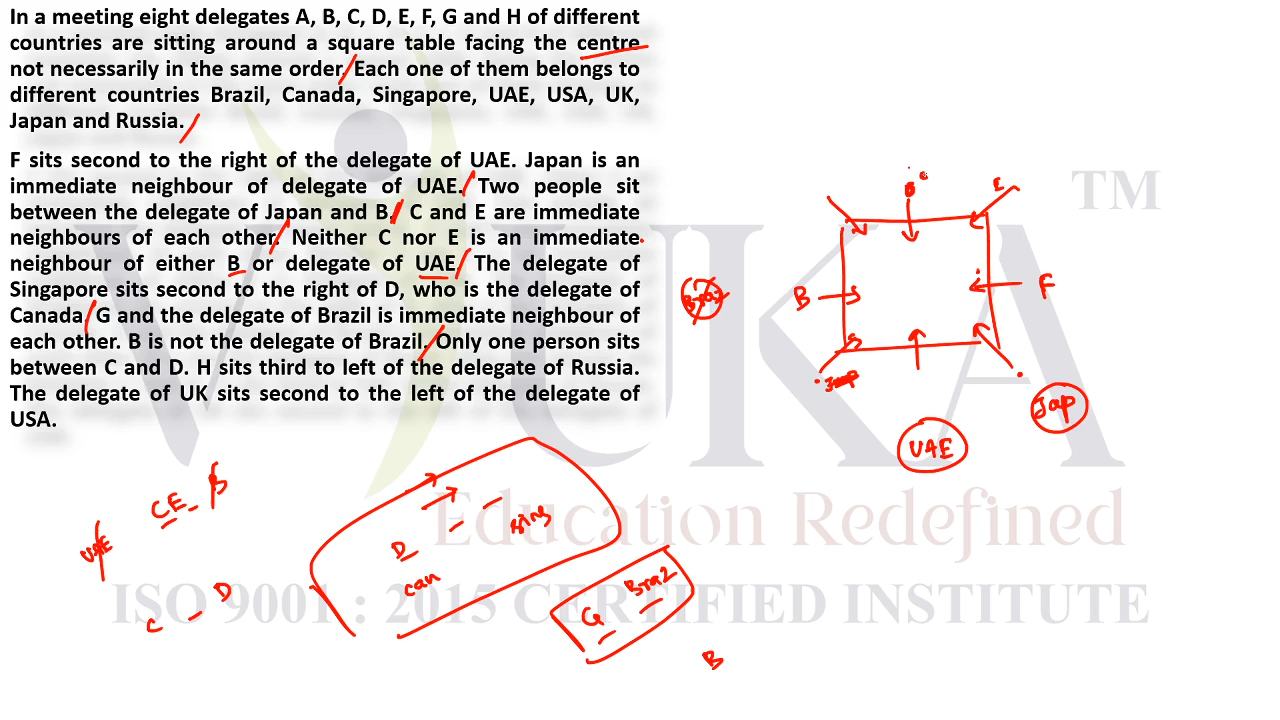 In a meeting eight delegates A, B, C, D, E, F, G and H of different
countries are sitting around a square table facing the centre
not necessarily in the same order. Each one of them belongs to
different countries Brazil, Canada, Singapore, UAE, USA, UK,
Japan and Russia.
F sits second to the right of the delegate of UAE. Japan is an
immediate neighbour of delegate of UAE. Two people sit
between the delegate of Japan and B. C and E are immediate
neighbours of each other. Neither C nor E is an immediate
neighbour of either B or delegate of UAE. The delegate of
Singapore sits second to the right of D, who is the delegate of
Canada. G and the delegate of Brazil is immediate neighbour of
each other. B is not the delegate of Brazil. Only one person sits
between C and D. H sits third to left of the delegate of Russia.
The delegate of UK sits second to the left of the delegate of
USA.
TM
E
Braz
B
F
Jap
Jap
UAE
VUKA
Education Redefined
ISO 9001 : 2015 CERTIFIED INSTITUTE
CE B
UAE
C D
D sing
can
G Braz
B